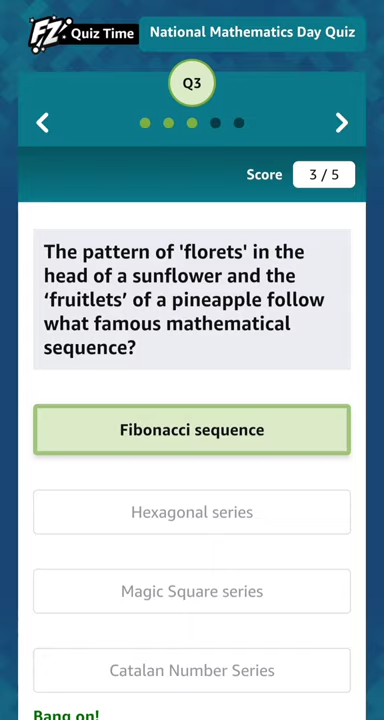 FZ Quiz Time
National Mathematics Day Quiz
Q3
Score 3 / 5
The pattern of 'florets' in the
head of a sunflower and the
‘fruitlets’ of a pineapple follow
what famous mathematical
sequence?
Fibonacci sequence
Hexagonal series
Magic Square series
Catalan Number Series
Bang on!